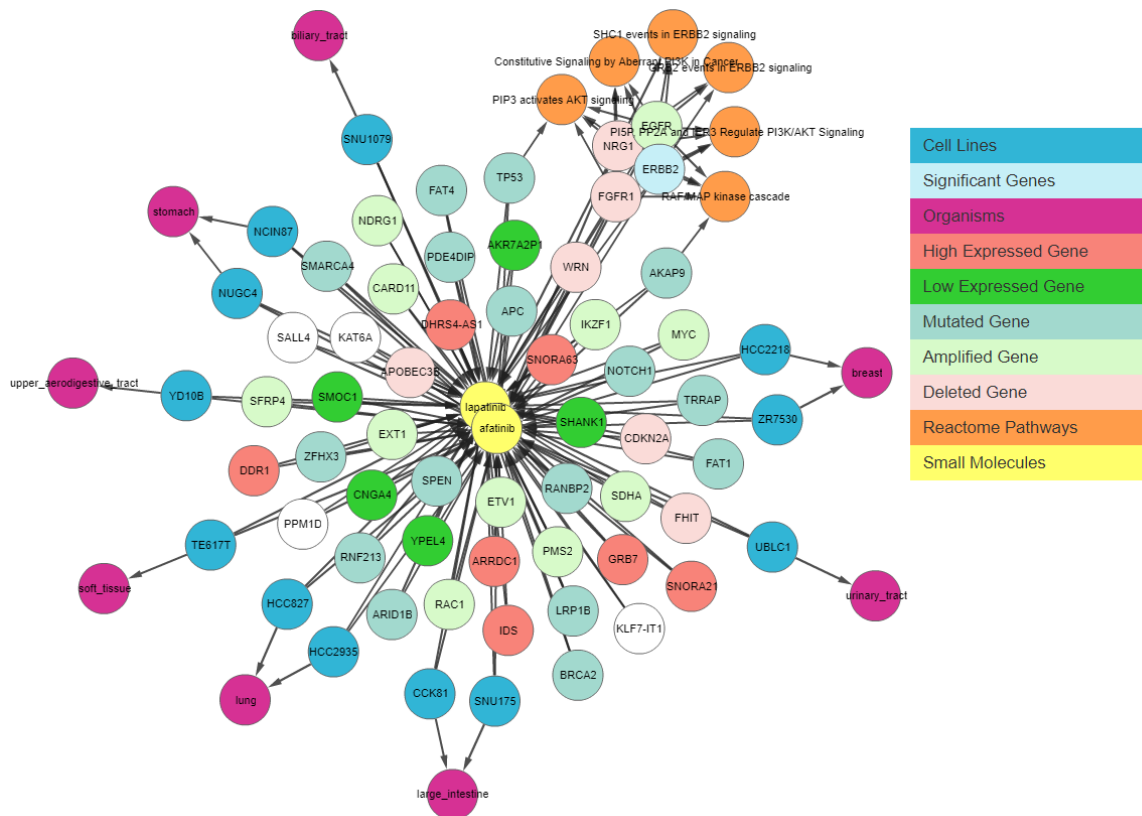 biliary_tract
SHC1 events in ERBB2 signaling
Constitutive Signaling by Aberrant PI3K in Cancer
GRB2 events in ERBB2 signaling
PIP3 activates AKT signaling
EGFR
PI5P, PP2A and IER3 Regulate PI3K/AKT Signaling
NRG1
SNU1079
ERBB2
TP53
FAT4
FGFR1
RAF/MAP kinase cascade
stomach
NDRG1
NCIN87
AKR7A2P1
PDE4DIP
SMARCA4
WRN
AKAP9
CARD11
NUGC4
APC
DHRS4-AS1
IKZF1
SALL4
KAT6A
MYC
HCC2218
SNORA63
APOBEC3B
NOTCH1
breast
upper_aerodigestive_tract
YD10B
SFRP4
SMOC1
lapatinib
TRRAP
afatinib
SHANK1
ZR7530
EXT1
CDKN2A
ZFHX3
FAT1
DDR1
SPEN
CNGA4
ETV1
RANBP2
SDHA
FHIT
PPM1D
TE617T
YPEL4
PMS2
UBLC1
RNF213
ARRDC1
GRB7
soft_tissue
SNORA21
urinary_tract
HCC827
RAC1
LRP1B
ARID1B
IDS
KLF7-IT1
HCC2935
BRCA2
lung
CCK81
SNU175
large_intestine
Cell Lines
Significant Genes
Organisms
High Expressed Gene
Low Expressed Gene
Mutated Gene
Amplified Gene
Deleted Gene
Reactome Pathways
Small Molecules